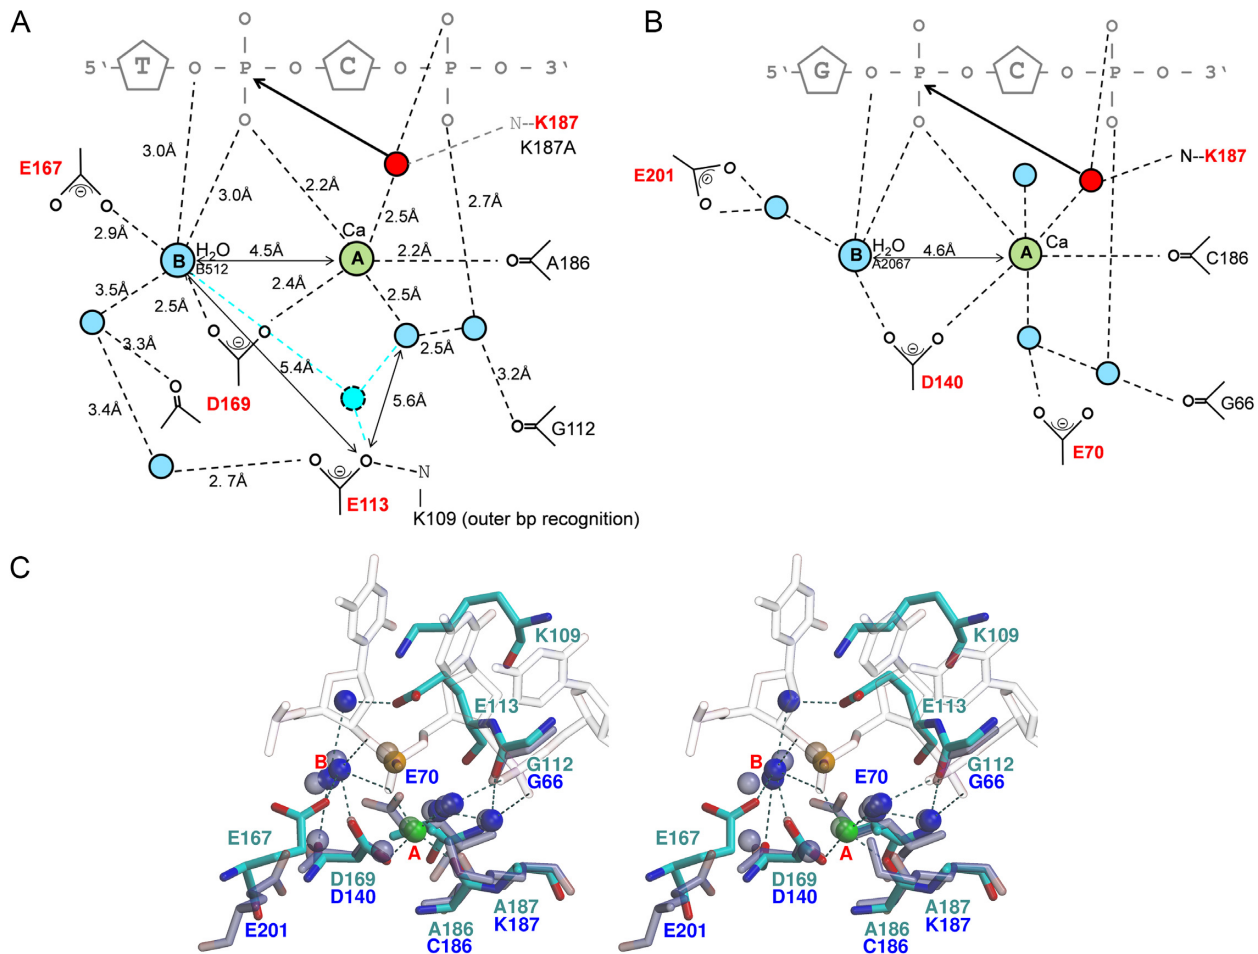 A
O
O
5' T O P O C O P O 3'
O
O
N--K187
K187A
E167
3.0Å
3.0Å
2.2Å
2.5Å
2.7Å
O O
2.9Å
H₂O
Ca
B
B512
4.5Å
A
2.2Å
O
A186
3.5Å
2.5Å
2.4Å
2.5Å
O O
2.5Å
3.3Å
5.4Å
3.2Å
O
D169
3.4Å
5.6Å
O
G112
O O
N
2. 7Å
E113
K109 (outer bp recognition)
B
O
O
5' G O P O C O P O 3'
O
O
N--K187
E201
O
O
H₂O
Ca
B
A2067
4.6Å
A
O
C186
O O
D140
O
G66
O O
E70
C
K109
E113
B
E70
G112
G66
E167
A
D169
D140
A187
K187
E201
A186
C186
K109
E113
B
E70
G112
G66
E167
A
D169
D140
A187
K187
E201
A186
C186